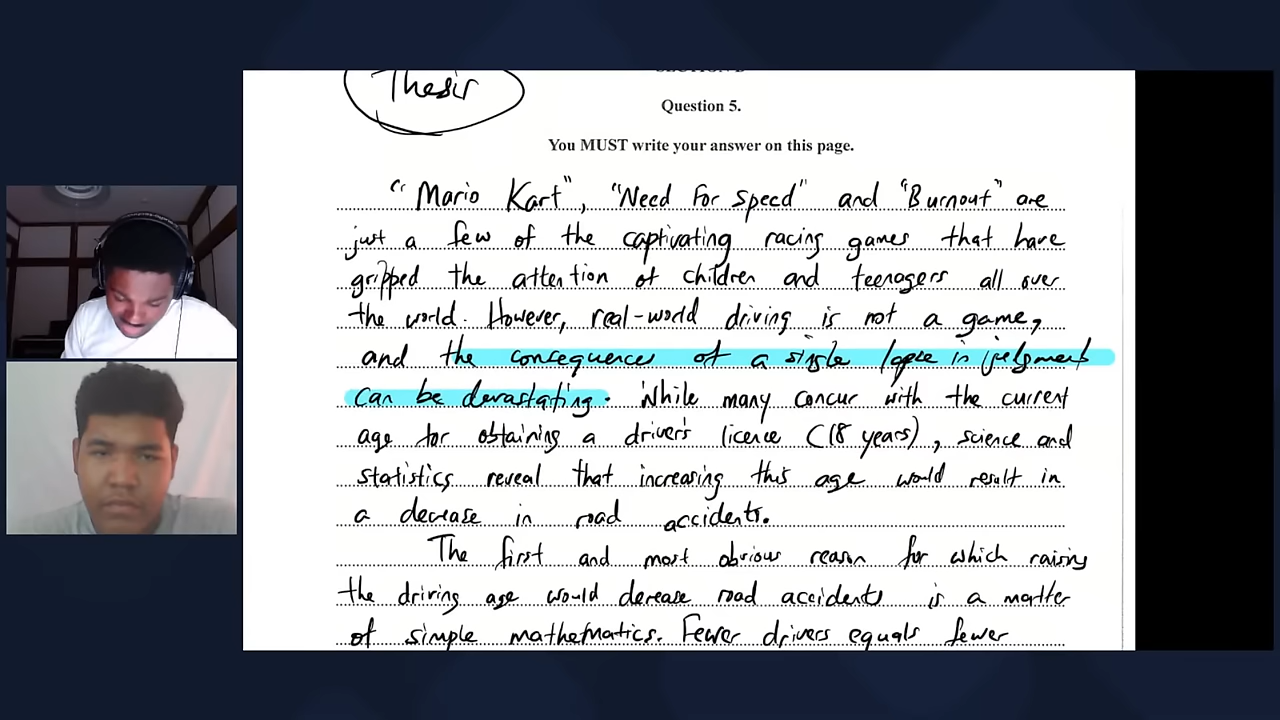 Thesis
Question 5.
You MUST write your answer on this page.
"Mario Kart", "Need For Speed" and "Burnout" are
just a few of the captivating racing games that have
gripped the attention of children and teenagers all over
the world. However, real-world driving is not a game,
and the consequences of a single lapse in judgment
can be devastating. While many concur with the current
age for obtaining a driver's licence (18 years), science and
statistics reveal that increasing this age would result in
a decrease in road accidents.
The first and most obvious reason for which raising
the driving age would decrease road accidents is a matter
of simple mathematics. Fewer drivers equals fewer